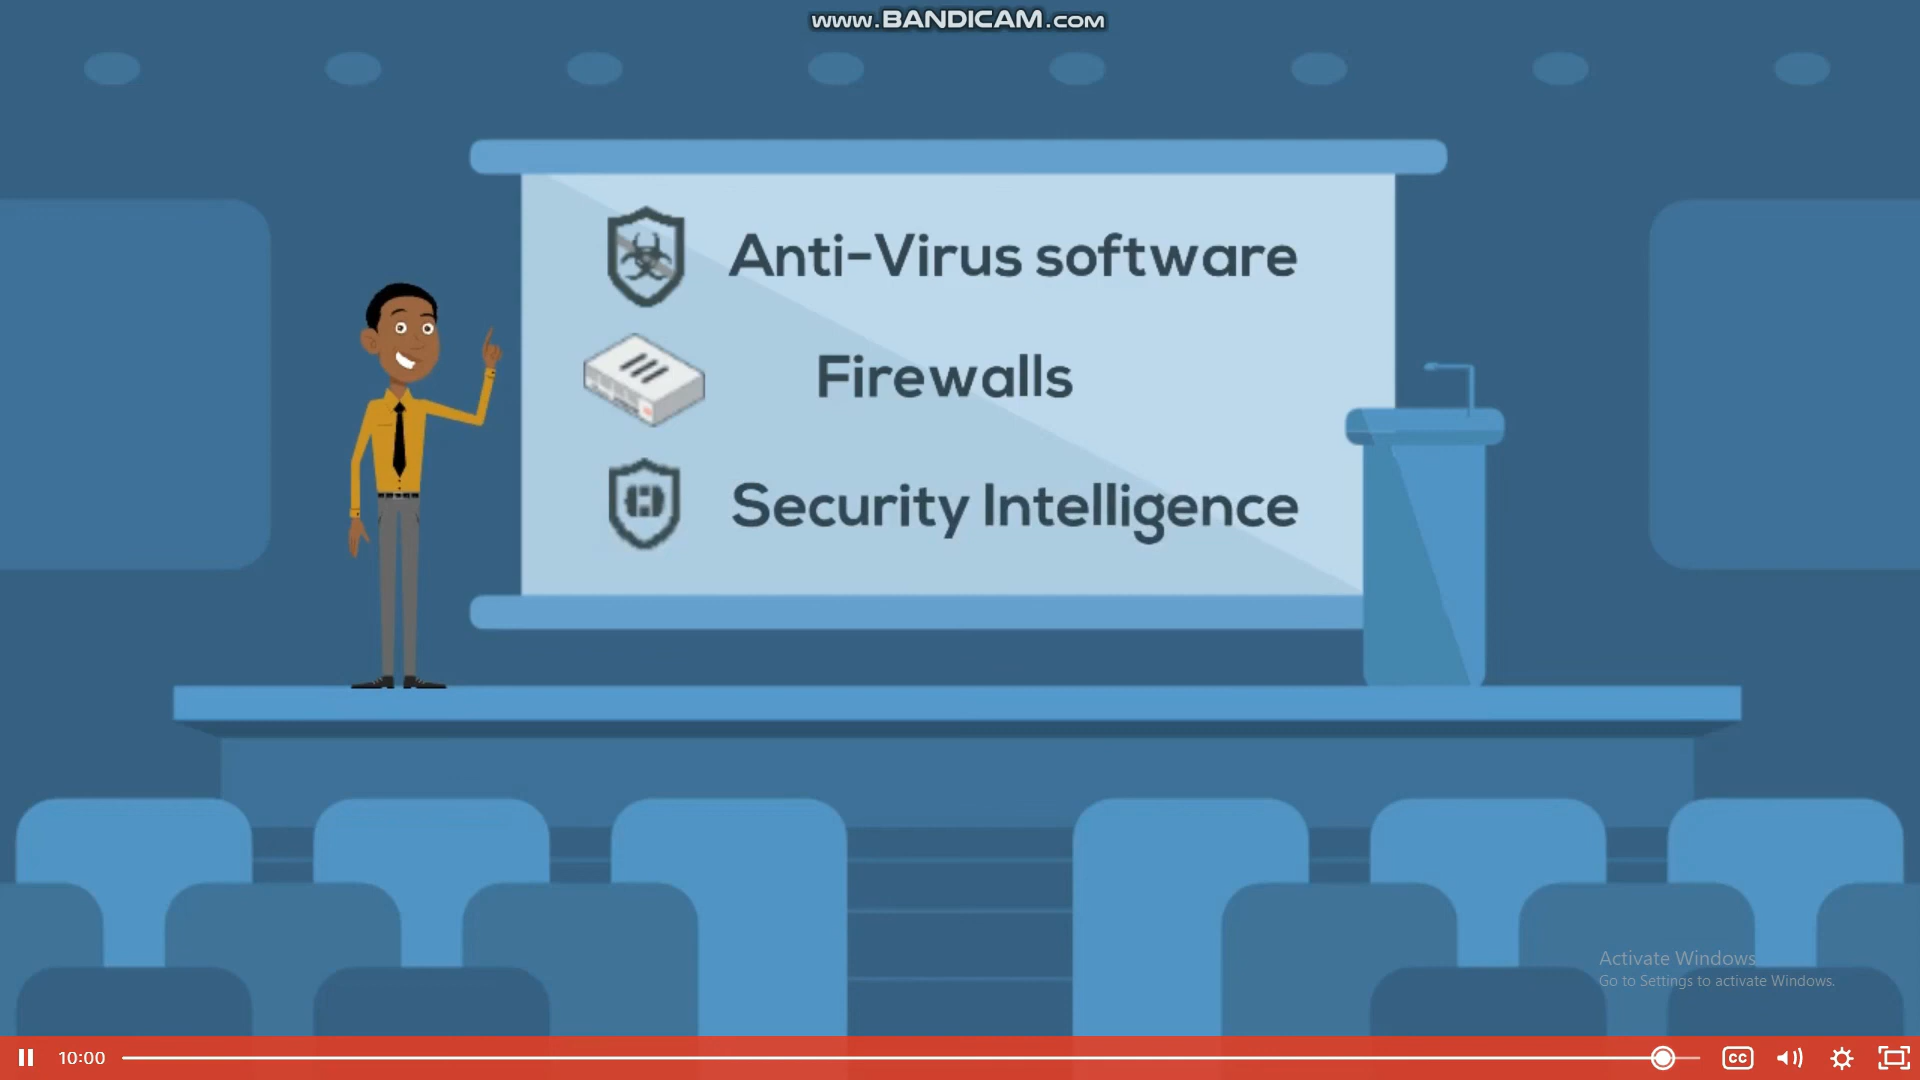 www.BANDICAM.com
Anti-Virus software
Firewalls
Security Intelligence
Activate Windows
Go to Settings to activate Windows.
10:00
CC